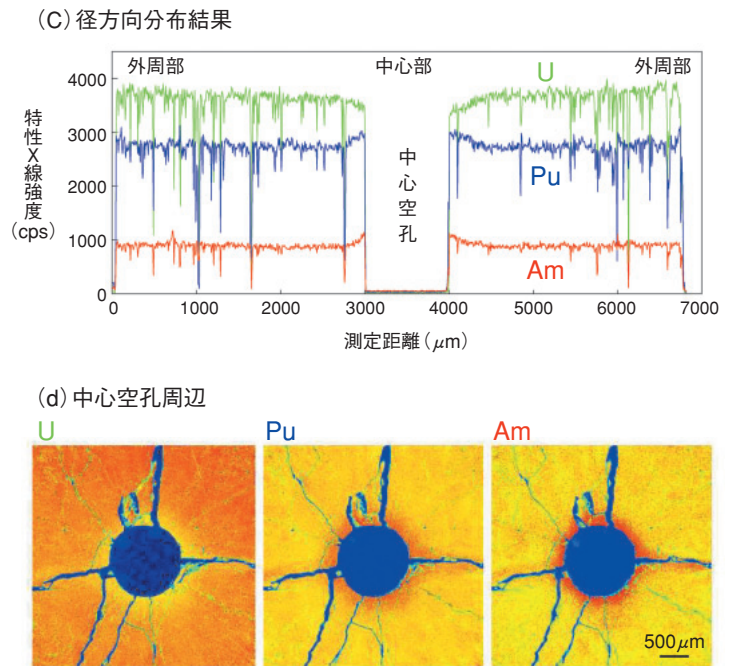 (C)径方向分布結果
外周部
中心部
U
外周部
4000
3000
2000
1000
0
特性X線強度
(cps)
中心空孔
Pu
Am
0
1000
2000
3000
4000
5000
6000
7000
測定距離(μm)
(d)中心空孔周辺
U
Pu
Am
500μm